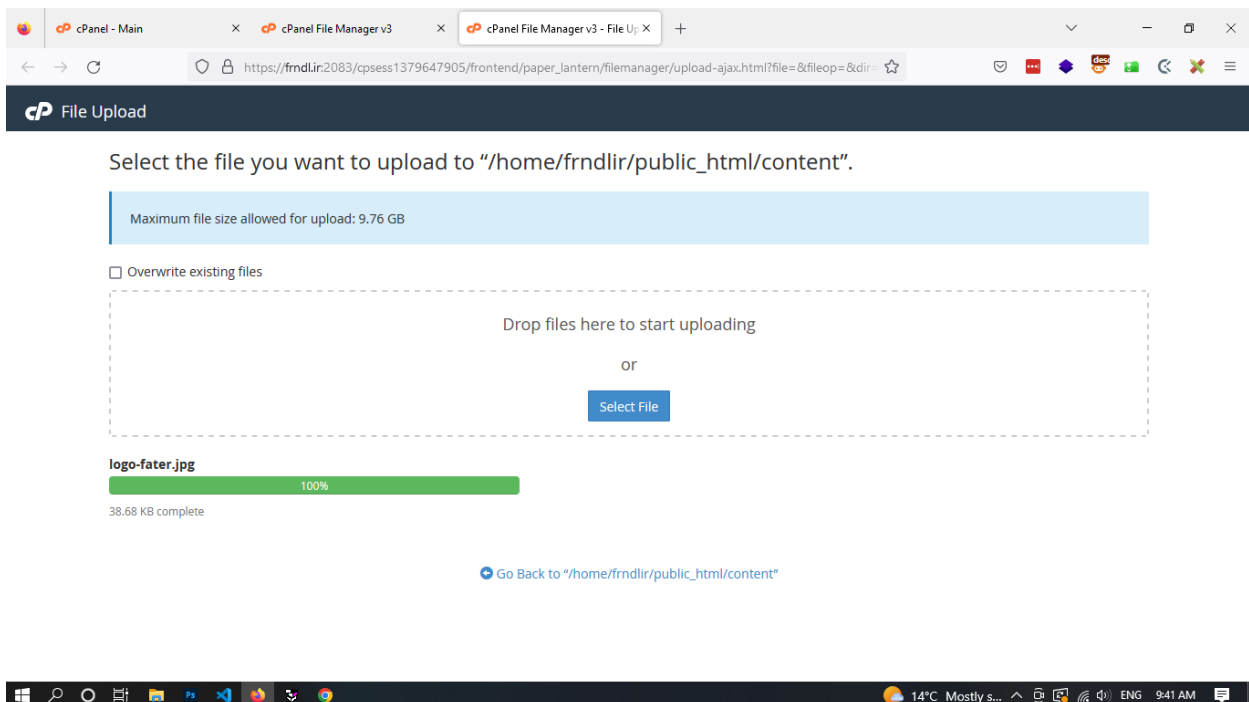 cPanel - Main
cPanel File Manager v3
cPanel File Manager v3 - File Up
https://frndl.ir:2083/cpsess1379647905/frontend/paper_lantern/filemanager/upload-ajax.html?file=&fileop=&dir=
desc
cP File Upload
Select the file you want to upload to “/home/frndlir/public_html/content”.
Maximum file size allowed for upload: 9.76 GB
Overwrite existing files
Drop files here to start uploading
or
Select File
logo-fater.jpg
100%
38.68 KB complete
Go Back to “/home/frndlir/public_html/content”
Ps
14°C Mostly s... ENG 9:41 AM